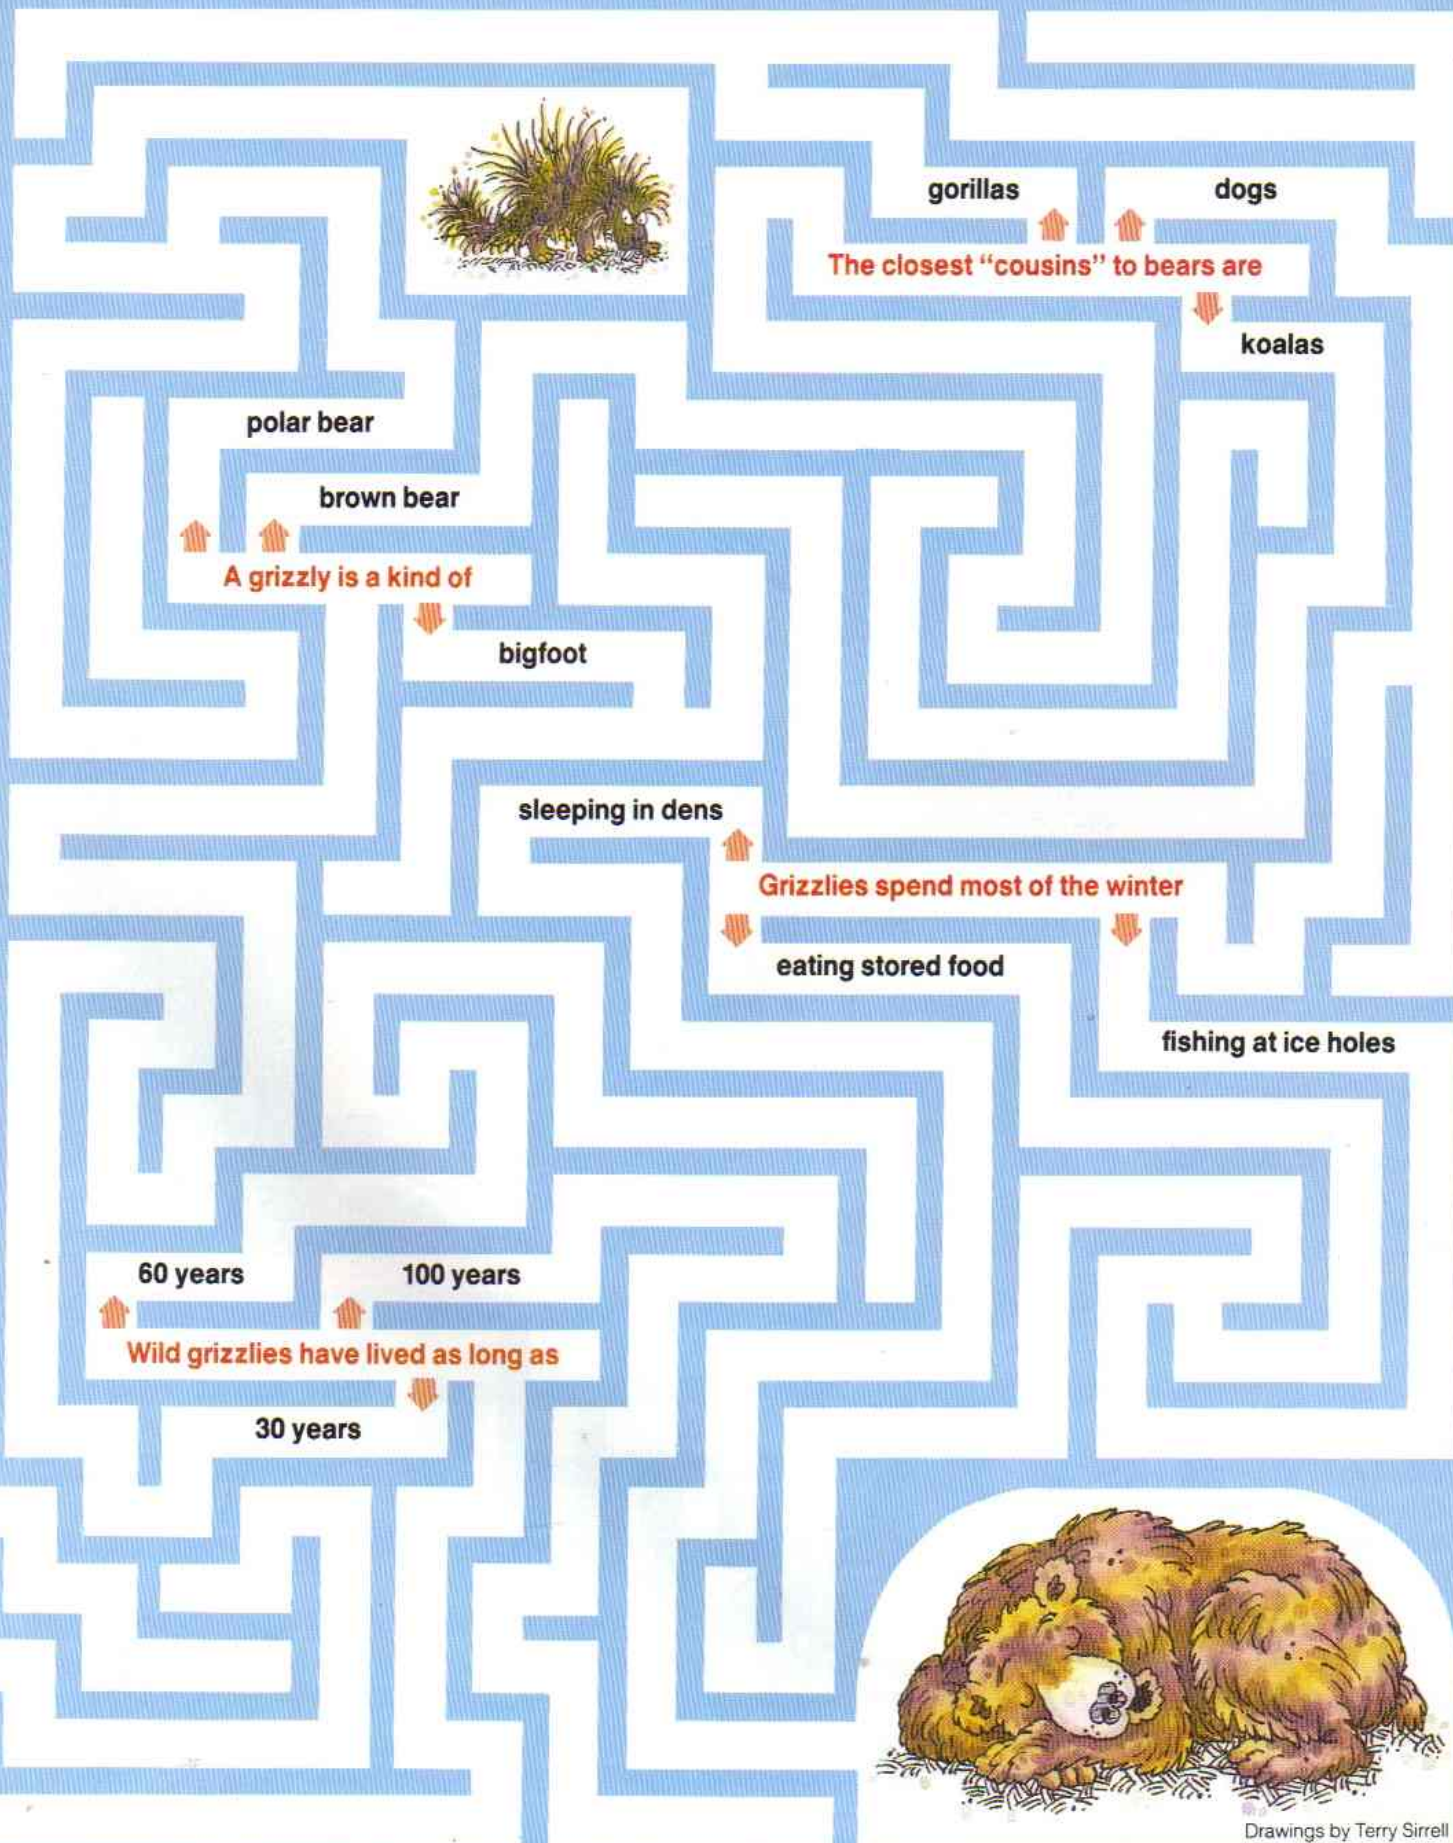 gorillas
dogs
The closest “cousins” to bears are
koalas
polar bear
brown bear
A grizzly is a kind of
bigfoot
sleeping in dens
Grizzlies spend most of the winter
eating stored food
fishing at ice holes
60 years
100 years
Wild grizzlies have lived as long as
30 years
Drawings by Terry Sirrell